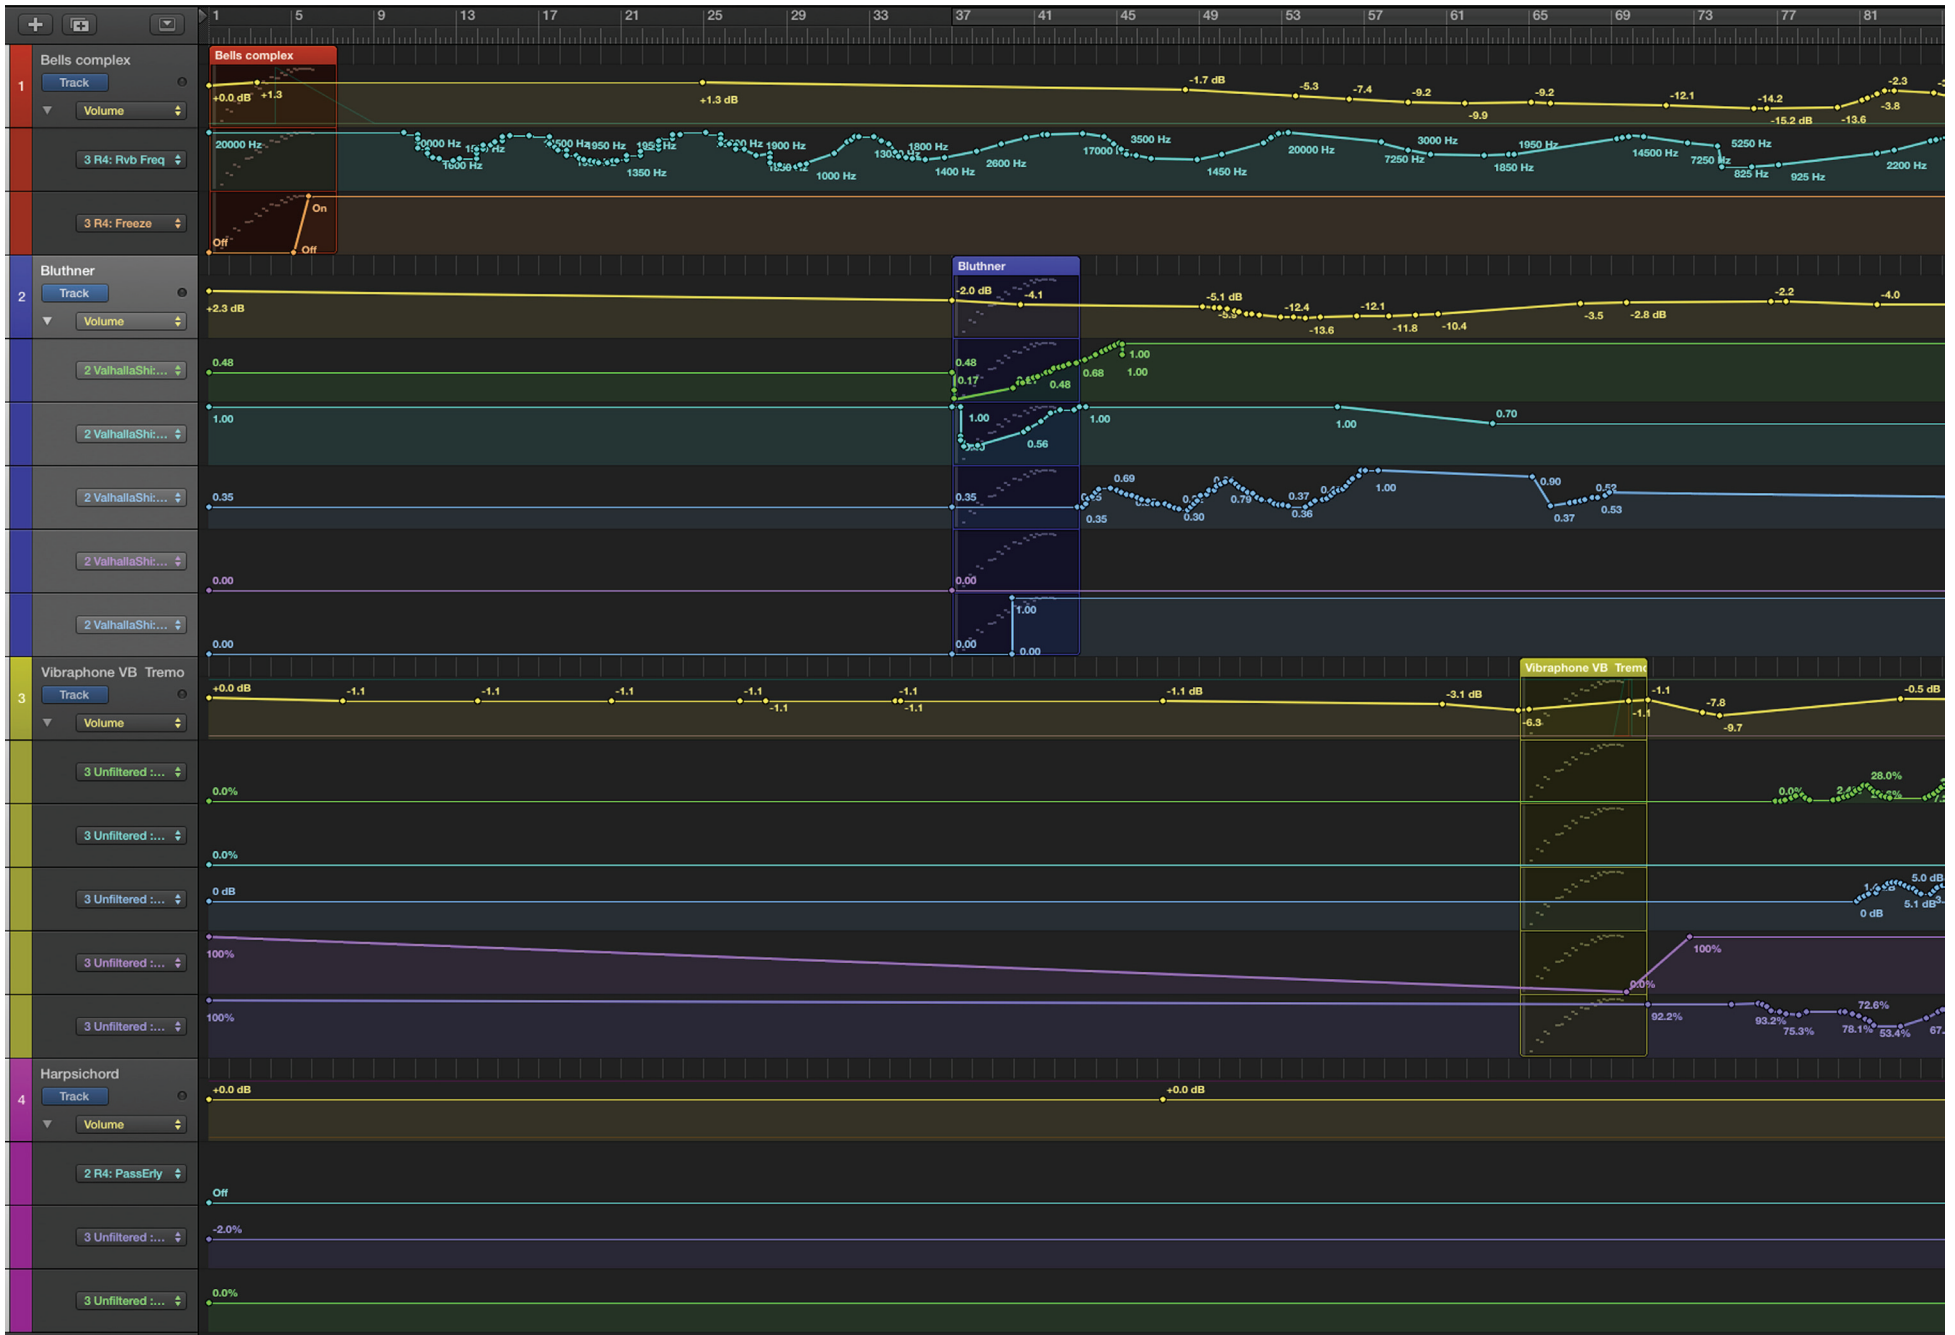 1 5 9 13 17 21 25 29 33 37 41 45 49 53 57 61 65 69 73 77 81
1
Bells complex
Track
Volume
Bells complex
+0.0 dB +1.3 +1.3 dB -1.7 dB -5.3 -7.4 -9.2 -9.9 -9.2 -12.1 -14.2 -15.2 dB -13.6 -3.8 -2.3
3 R4: Rvb Freq
20000 Hz 1600 Hz 1950 Hz 1350 Hz 1900 Hz 1000 Hz 1800 Hz 1400 Hz 2600 Hz 17000 3500 Hz 1450 Hz 20000 Hz 7250 Hz 3000 Hz 1850 Hz 1950 Hz 14500 Hz 7250 Hz 5250 Hz 825 Hz 925 Hz 2200 Hz
3 R4: Freeze
Off Off On
2
Bluthner
Track
Volume
Bluthner
+2.3 dB -2.0 dB -4.1 -5.1 dB -12.4 -13.6 -12.1 -11.8 -10.4 -3.5 -2.8 dB -2.2 -4.0
2 ValhallaShi:...
0.48 0.48 0.17 0.48 0.68 1.00 1.00
2 ValhallaShi:...
1.00 1.00 0.56 1.00 1.00 0.70
2 ValhallaShi:...
0.35 0.35 0.35 0.69 0.30 0.79 0.37 0.36 1.00 0.90 0.37 0.52 0.53
2 ValhallaShi:...
0.00 0.00
2 ValhallaShi:...
0.00 0.00 1.00 0.00
3
Vibraphone VB Tremo
Track
Volume
Vibraphone VB Tremo
+0.0 dB -1.1 -1.1 -1.1 -1.1 -1.1 -1.1 -1.1 -1.1 dB -3.1 dB -6.3 -1.1 -1.1 -7.8 -9.7 -0.5 dB
3 Unfiltered :...
0.0% 0.0% 28.0%
3 Unfiltered :...
0.0%
3 Unfiltered :...
0 dB 0 dB 5.0 dB 5.1 dB
3 Unfiltered :...
100% 0.0% 100%
3 Unfiltered :...
100% 92.2% 93.2% 75.3% 78.1% 72.6% 53.4% 67.
4
Harpsichord
Track
Volume
+0.0 dB +0.0 dB
2 R4: PassErly
Off
3 Unfiltered :...
-2.0%
3 Unfiltered :...
0.0%